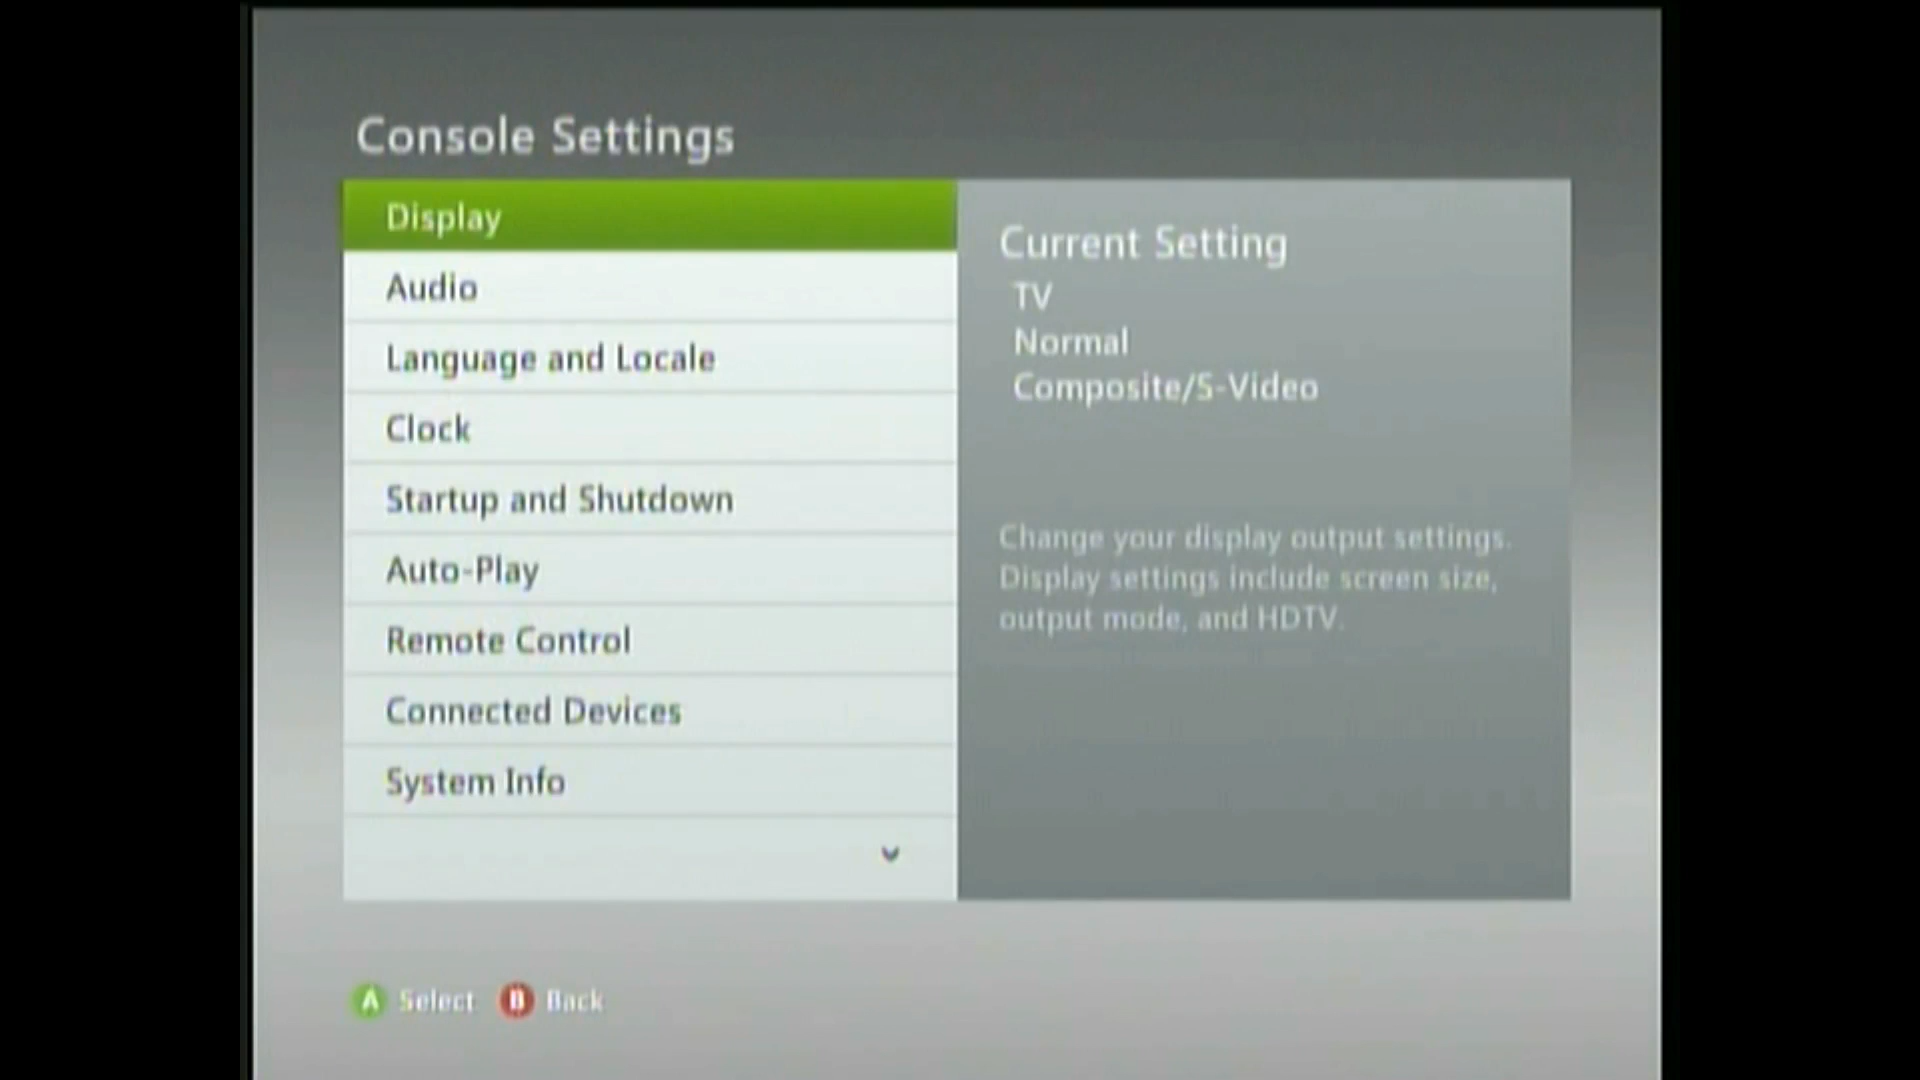 Console Settings
Display
Audio
Language and Locale
Clock
Startup and Shutdown
Auto-Play
Remote Control
Connected Devices
System Info
Current Setting
TV
Normal
Composite/S-Video
Change your display output settings.
Display settings include screen size,
output mode, and HDTV.
A Select B Back